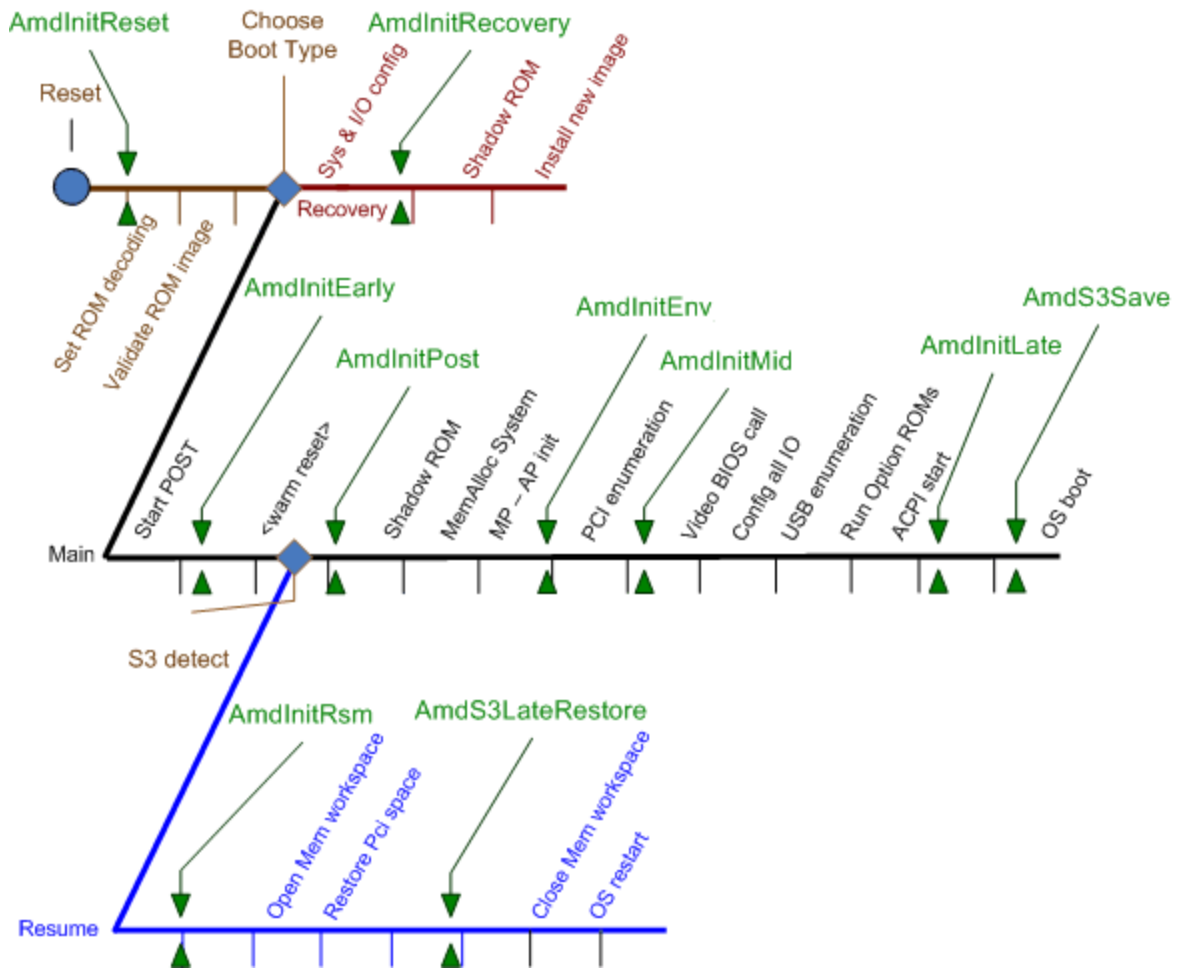 AmdInitReset
Choose
Boot Type
AmdInitRecovery
Reset
Sys & I/O config
Shadow ROM
Install new image
Recovery
Set ROM decoding
Validate ROM image
AmdInitEarly
AmdInitPost
AmdInitEnv
AmdInitMid
AmdInitLate
AmdS3Save
Main
Start POST
<warm reset>
Shadow ROM
MemAlloc System
MP – AP init
PCI enumeration
Video BIOS call
Config all IO
USB enumeration
Run Option ROMs
ACPI start
OS boot
S3 detect
AmdInitRsm
AmdS3LateRestore
Resume
Open Mem workspace
Restore Pci space
Close Mem workspace
OS restart